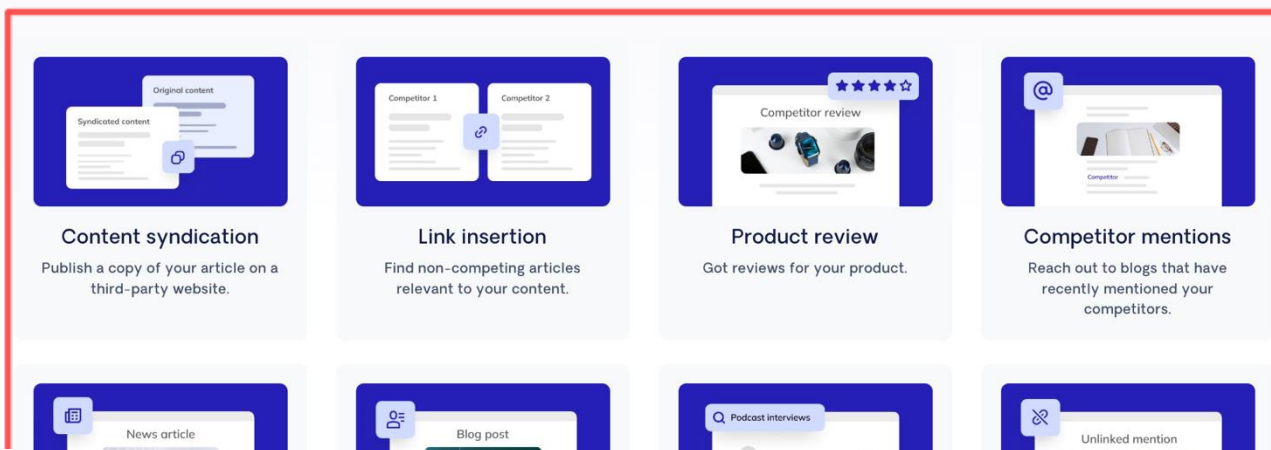 Original content
Syndicated content
Content syndication
Publish a copy of your article on a
third-party website.
Competitor 1
Competitor 2
Link insertion
Find non-competing articles
relevant to your content.
Competitor review
Product review
Got reviews for your product.
@
Competitor
Competitor mentions
Reach out to blogs that have
recently mentioned your
competitors.
News article
Blog post
Podcast interviews
Unlinked mention